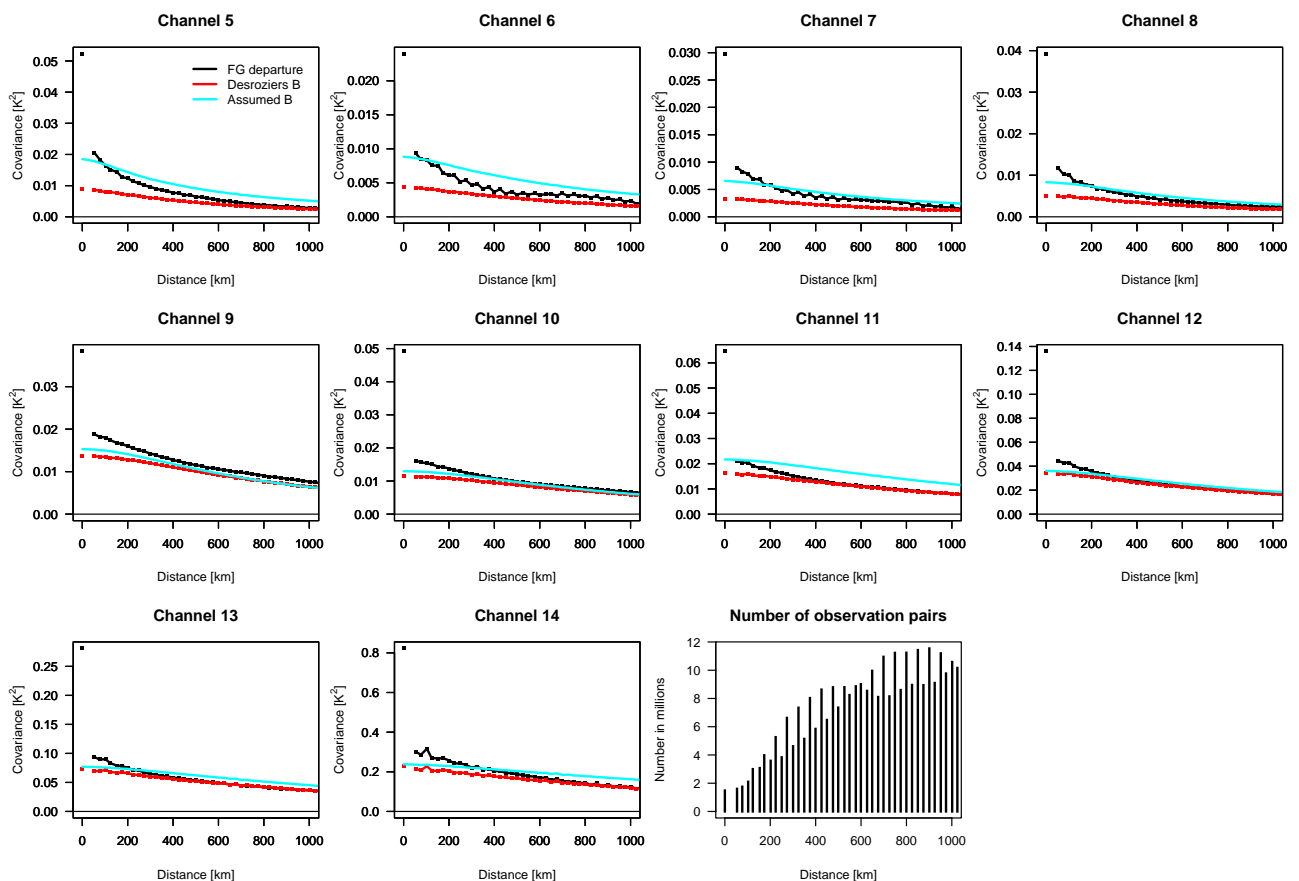 Channel 5
Covariance [K²]
0.05
0.04
0.03
0.02
0.01
0.00
FG departure
Desroziers B
Assumed B
0 200 400 600 800 1000
Distance [km]
Channel 6
Covariance [K²]
0.020
0.015
0.010
0.005
0.000
0 200 400 600 800 1000
Distance [km]
Channel 7
Covariance [K²]
0.030
0.025
0.020
0.015
0.010
0.005
0.000
0 200 400 600 800 1000
Distance [km]
Channel 8
Covariance [K²]
0.04
0.03
0.02
0.01
0.00
0 200 400 600 800 1000
Distance [km]
Channel 9
Covariance [K²]
0.03
0.02
0.01
0.00
0 200 400 600 800 1000
Distance [km]
Channel 10
Covariance [K²]
0.05
0.04
0.03
0.02
0.01
0.00
0 200 400 600 800 1000
Distance [km]
Channel 11
Covariance [K²]
0.06
0.05
0.04
0.03
0.02
0.01
0.00
0 200 400 600 800 1000
Distance [km]
Channel 12
Covariance [K²]
0.14
0.12
0.10
0.08
0.06
0.04
0.02
0.00
0 200 400 600 800 1000
Distance [km]
Channel 13
Covariance [K²]
0.25
0.20
0.15
0.10
0.05
0.00
0 200 400 600 800 1000
Distance [km]
Channel 14
Covariance [K²]
0.8
0.6
0.4
0.2
0.0
0 200 400 600 800 1000
Distance [km]
Number of observation pairs
Number in millions
12
10
8
6
4
2
0
0 200 400 600 800 1000
Distance [km]